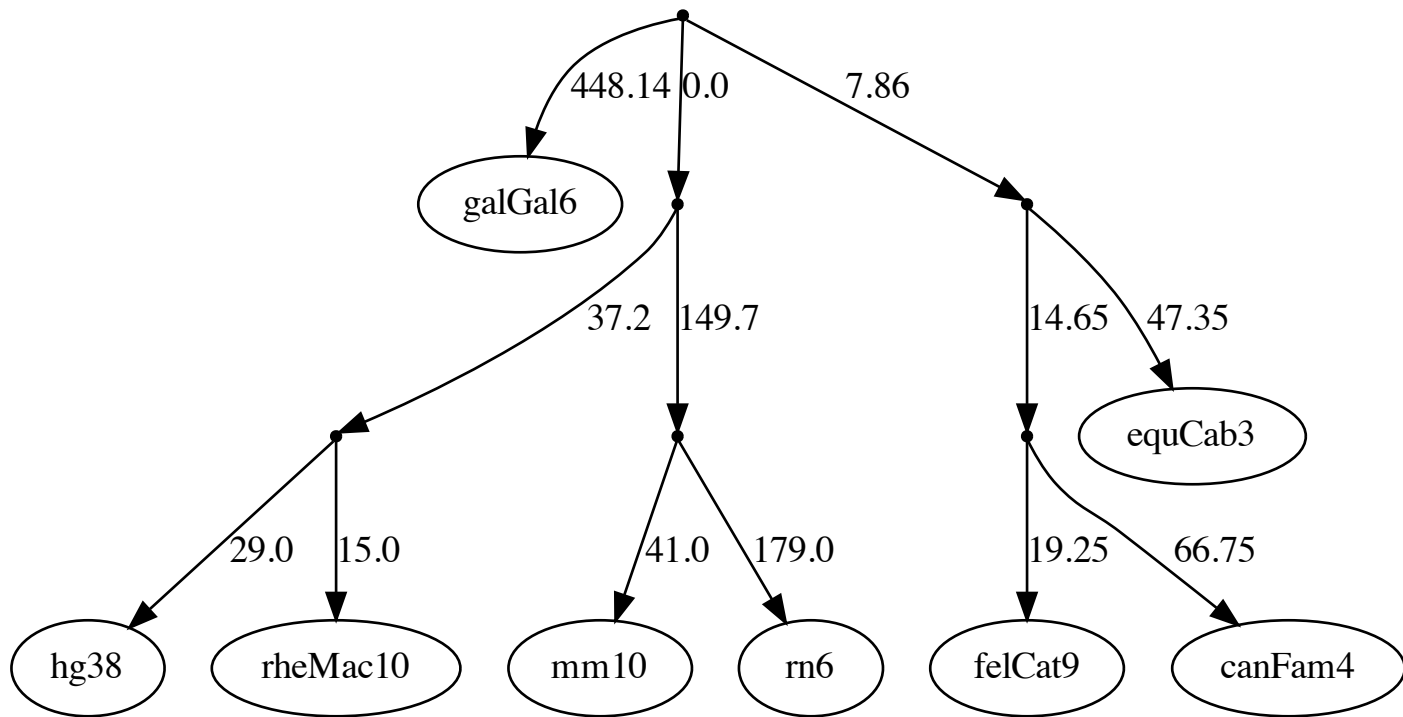 448.14 0.0 7.86
galGal6
37.2 149.7 14.65 47.35
equCab3
29.0 15.0 41.0 179.0 19.25 66.75
hg38 rheMac10 mm10 rn6 felCat9 canFam4